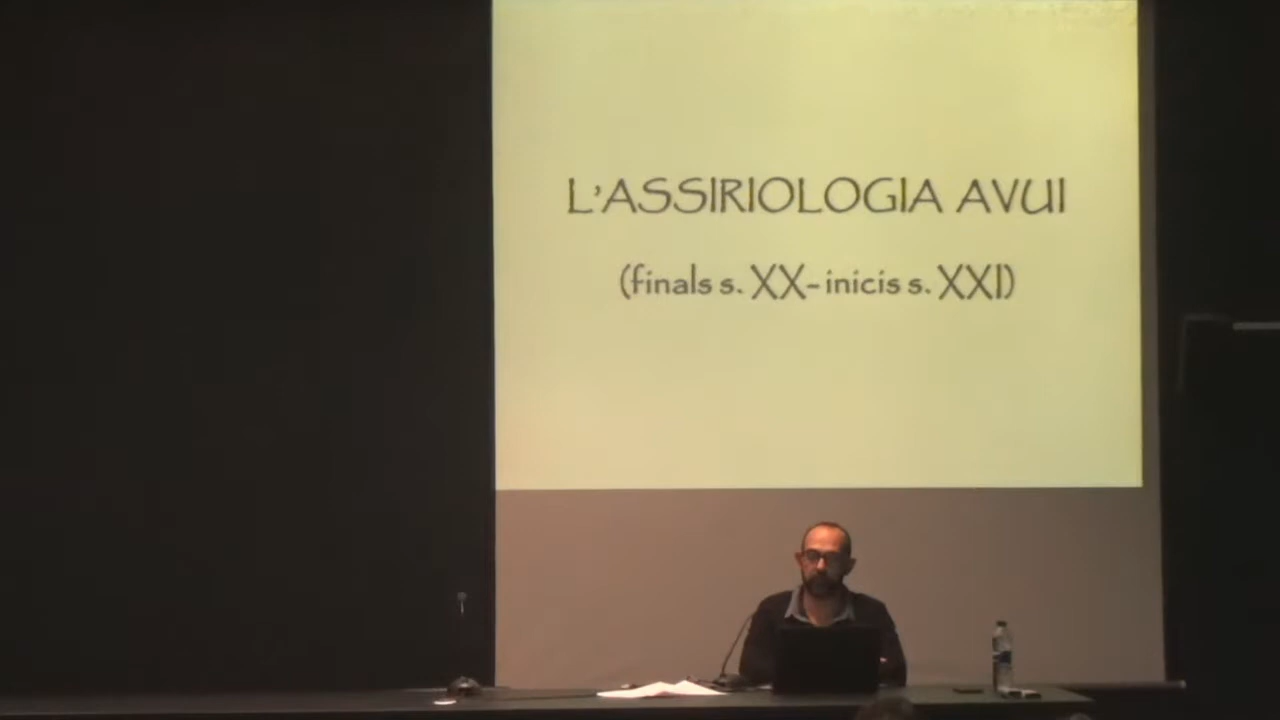 L'ASSIRIOLOGIA AVUI
(finals s. XX- inicis s. XXI)